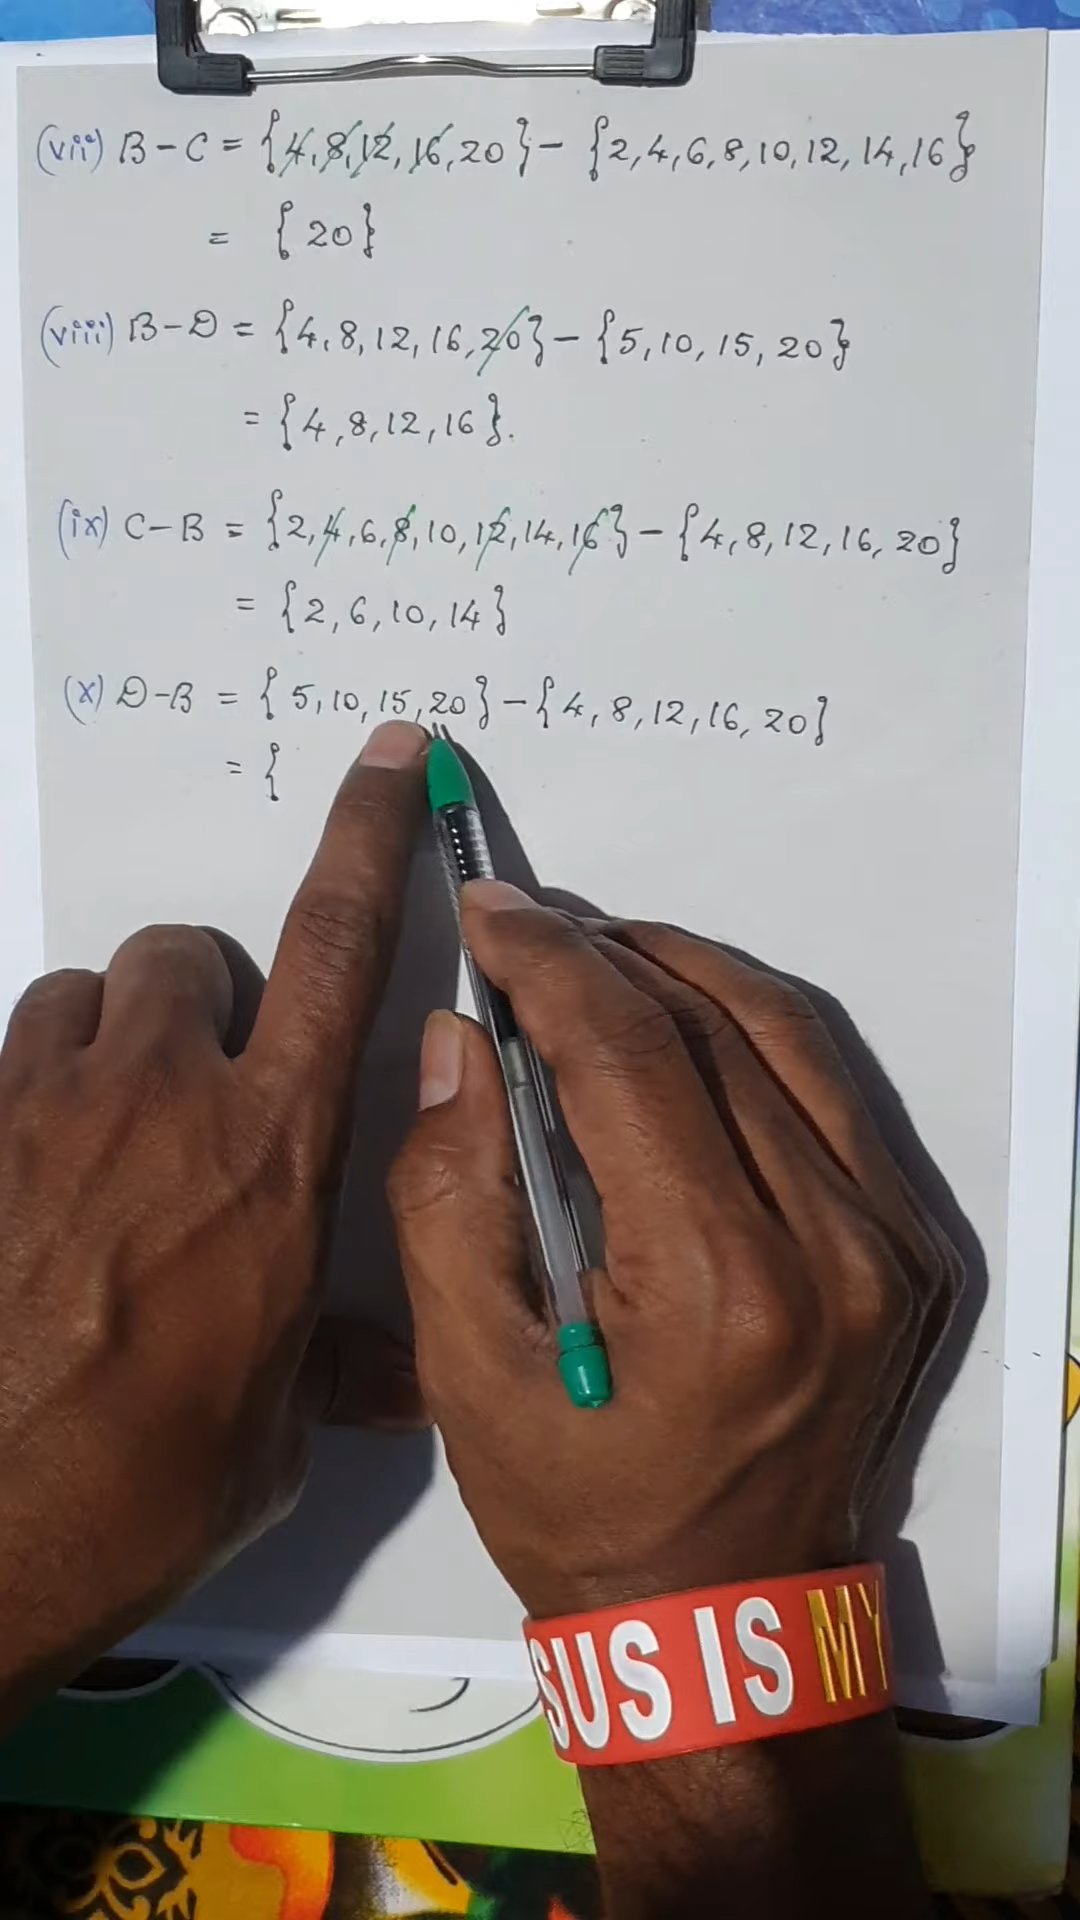 (vii) B - C = {4, 8, 12, 16, 20} - {2, 4, 6, 8, 10, 12, 14, 16}
= {20}
(viii) B - D = {4, 8, 12, 16, 20} - {5, 10, 15, 20}
= {4, 8, 12, 16}.
(ix) C - B = {2, 4, 6, 8, 10, 12, 14, 16} - {4, 8, 12, 16, 20}
= {2, 6, 10, 14}
(x) D - B = {5, 10, 15, 20} - {4, 8, 12, 16, 20}
= {
SUS IS MY